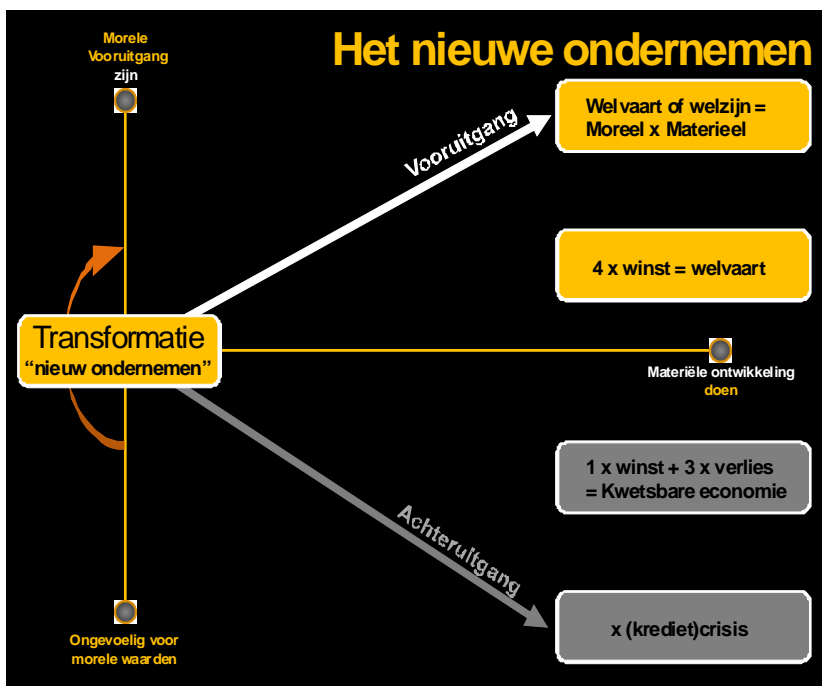 Het nieuwe ondernemen
Morele
Vooruitgang
zijn
Welvaart of welzijn =
Moreel x Materieel
Vooruitgang
4 x winst = welvaart
Transformatie
“nieuw ondernemen”
Materiële ontwikkeling
doen
1 x winst + 3 x verlies
= Kwetsbare economie
Achteruitgang
x (krediet)crisis
Ongevoelig voor
morele waarden